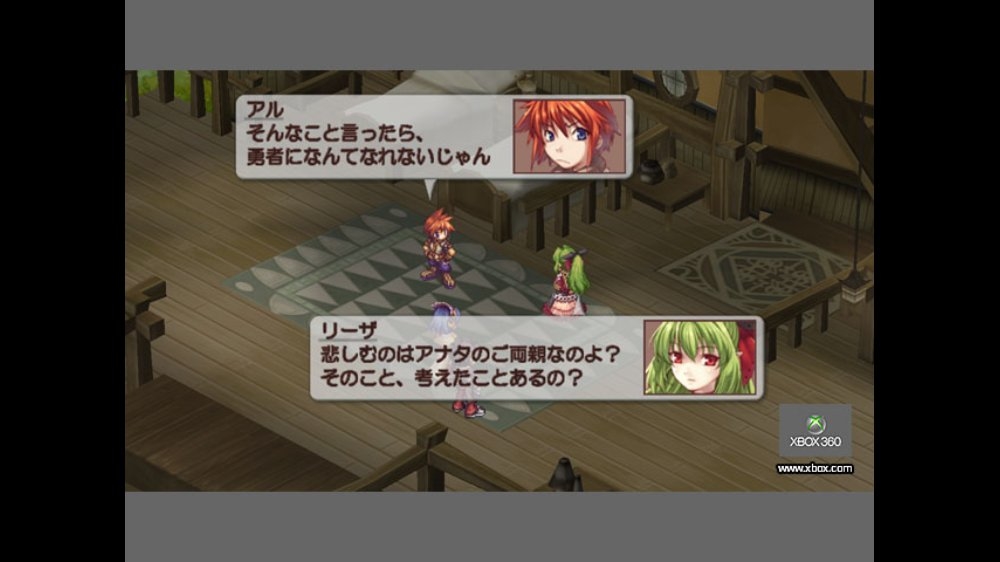 アル
そんなこと言ったら、
勇者になんてなれないじゃん
リーザ
悲しむのはアナタのご両親なのよ？
そのこと、考えたことあるの？
XBOX 360
www.xbox.com